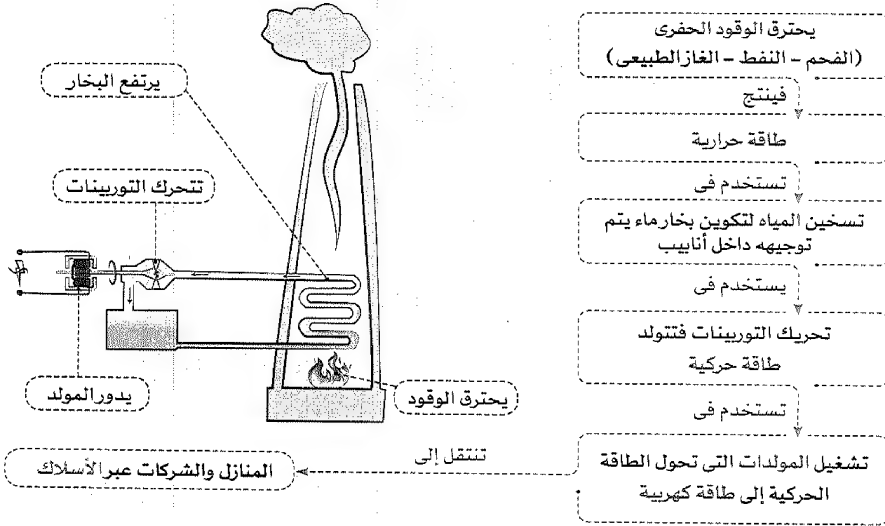 يحترق الوقود الحفرى
(الفحم - النفط - الغاز الطبيعى)
فينتج
طاقة حرارية
تستخدم فى
تسخين المياه لتكوين بخار ماء يتم
توجيهه داخل أنابيب
يستخدم فى
تحريك التوربينات فتتولد
طاقة حركية
تستخدم فى
تشغيل المولدات التى تحول الطاقة
الحركية إلى طاقة كهربية
تنتقل إلى
المنازل والشركات عبر الأسلاك
يرتفع البخار
تتحرك التوربينات
يدور المولد
يحترق الوقود